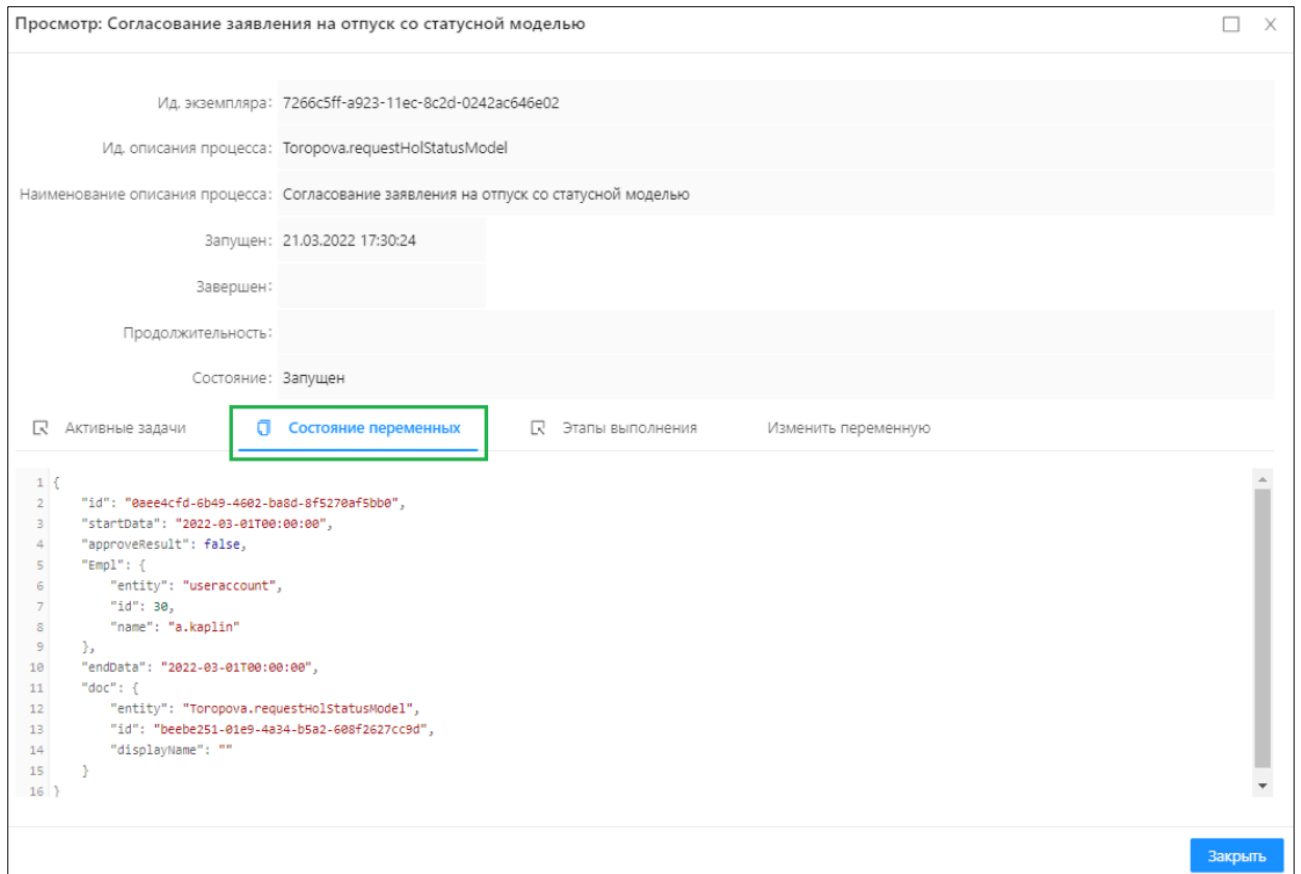 Просмотр: Согласование заявления на отпуск со статусной моделью
Ид. экземпляра: 7266c5ff-a923-11ec-8c2d-0242ac646e02
Ид. описания процесса: Toropova.requestHolStatusModel
Наименование описания процесса: Согласование заявления на отпуск со статусной моделью
Запущен: 21.03.2022 17:30:24
Завершен:
Продолжительность:
Состояние: Запущен
Активные задачи Состояние переменных Этапы выполнения Изменить переменную
1 {
2 "id": "0aee4cfd-6b49-4602-ba8d-8f5270af5bb0",
3 "startData": "2022-03-01T00:00:00",
4 "approveResult": false,
5 "Empl": {
6 "entity": "useraccount",
7 "id": 30,
8 "name": "a.kaplin"
9 },
10 "endData": "2022-03-01T00:00:00",
11 "doc": {
12 "entity": "Toropova.requestHolStatusModel",
13 "id": "beebe251-01e9-4a34-b5a2-608f2627cc9d",
14 "displayName": ""
15 }
16 }
Закрыть